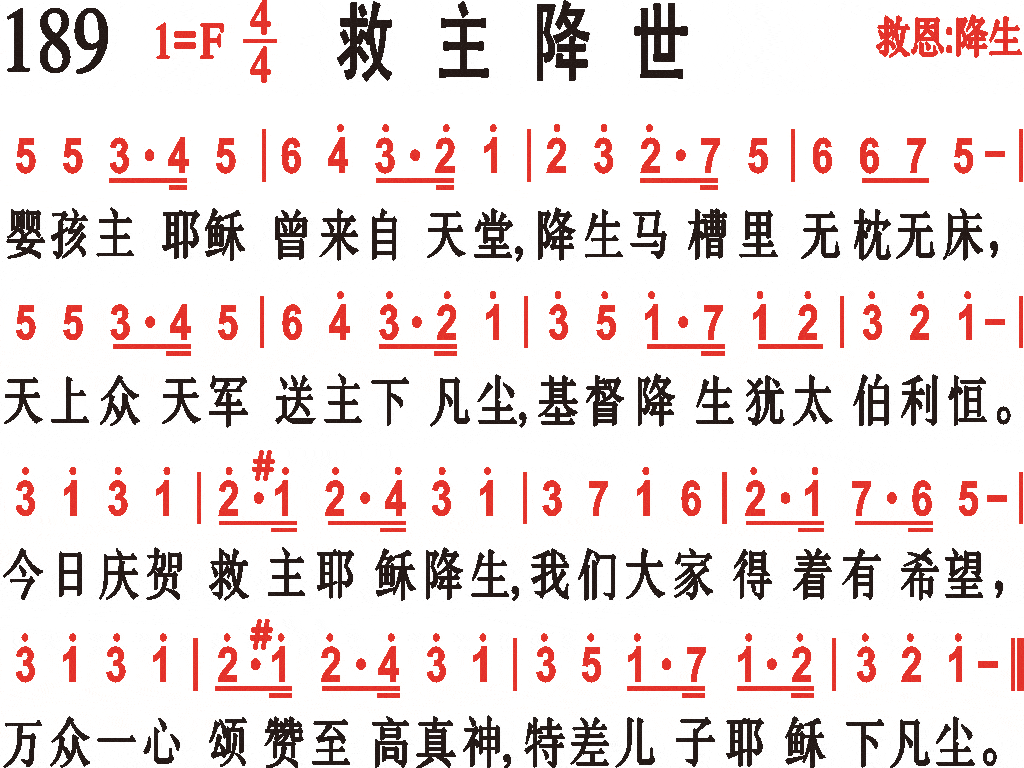 189 1=F 4/4 救主降世 救恩:降生
5 5 3·4 5 | 6 4̇ 3̇·2̇ 1̇ | 2̇ 3̇ 2̇·7 5 | 6 6 7 5– |
婴孩主 耶稣 曾来自 天堂,降生马 槽里 无枕无床，
5 5 3·4 5 | 6 4̇ 3̇·2̇ 1̇ | 3̇ 5̇ 1̇·7 1̇ 2̇ | 3̇ 2̇ 1̇– |
天上众 天军 送主下 凡尘,基督降 生犹太 伯利恒。
3̇ 1̇ 3̇ 1̇ | 2̇·#1̇ 2̇·4̇ 3̇ 1̇ | 3 7 1̇ 6 | 2̇·1̇ 7·6 5– |
今日庆贺 救 主耶 稣降生,我们大家 得 着有 希望，
3̇ 1̇ 3̇ 1̇ | 2̇·#1̇ 2̇·4̇ 3̇ 1̇ | 3̇ 5̇ 1̇·7 1̇·2̇ | 3̇ 2̇ 1̇– ‖
万众一心 颂 赞至 高真神,特差儿 子耶 稣 下凡尘。